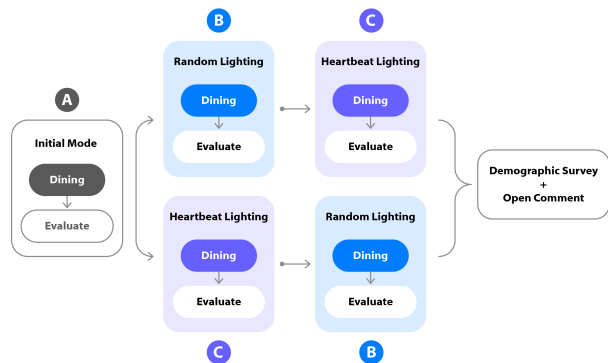 A
Initial Mode
Dining
Evaluate
B
Random Lighting
Dining
Evaluate
C
Heartbeat Lighting
Dining
Evaluate
Heartbeat Lighting
Dining
Evaluate
C
Random Lighting
Dining
Evaluate
B
Demographic Survey
+
Open Comment